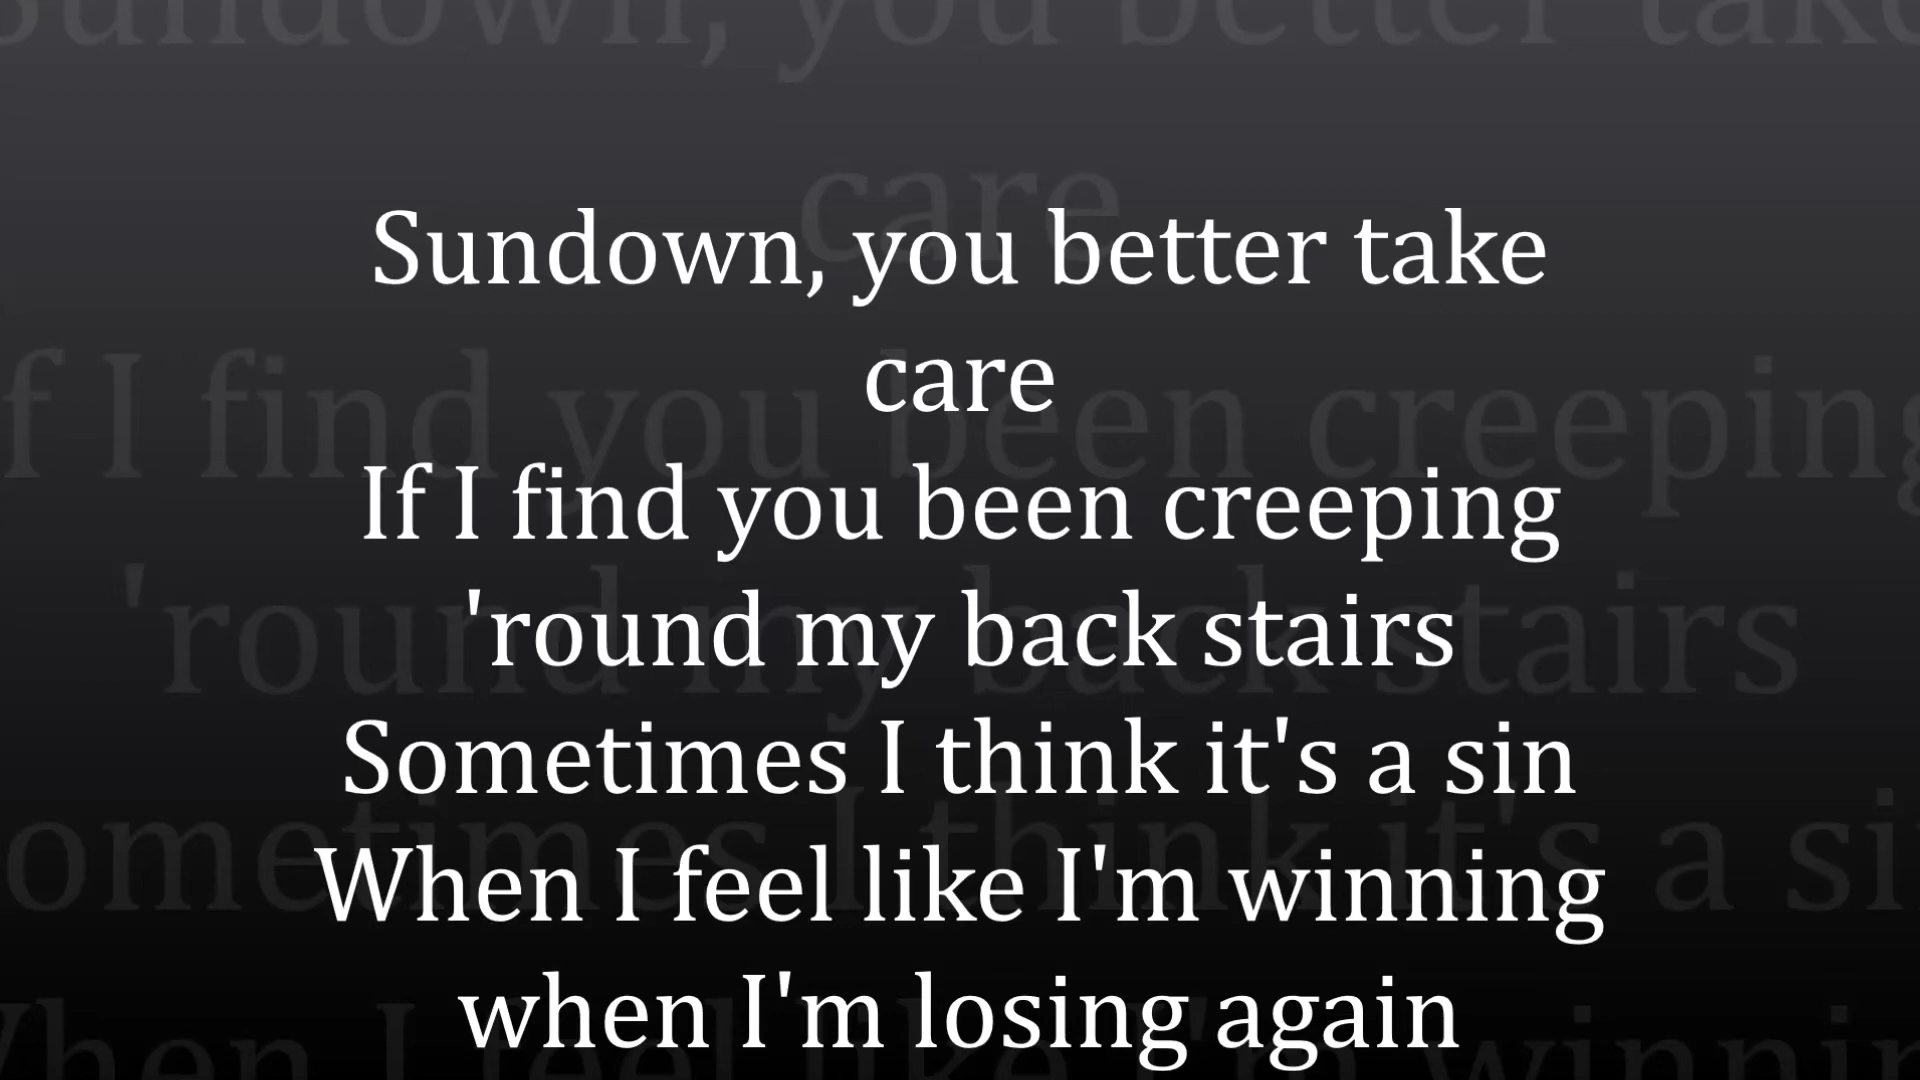 Sundown, you better take
care
If I find you been creeping
'round my back stairs
Sometimes I think it's a sin
When I feel like I'm winning
when I'm losing again